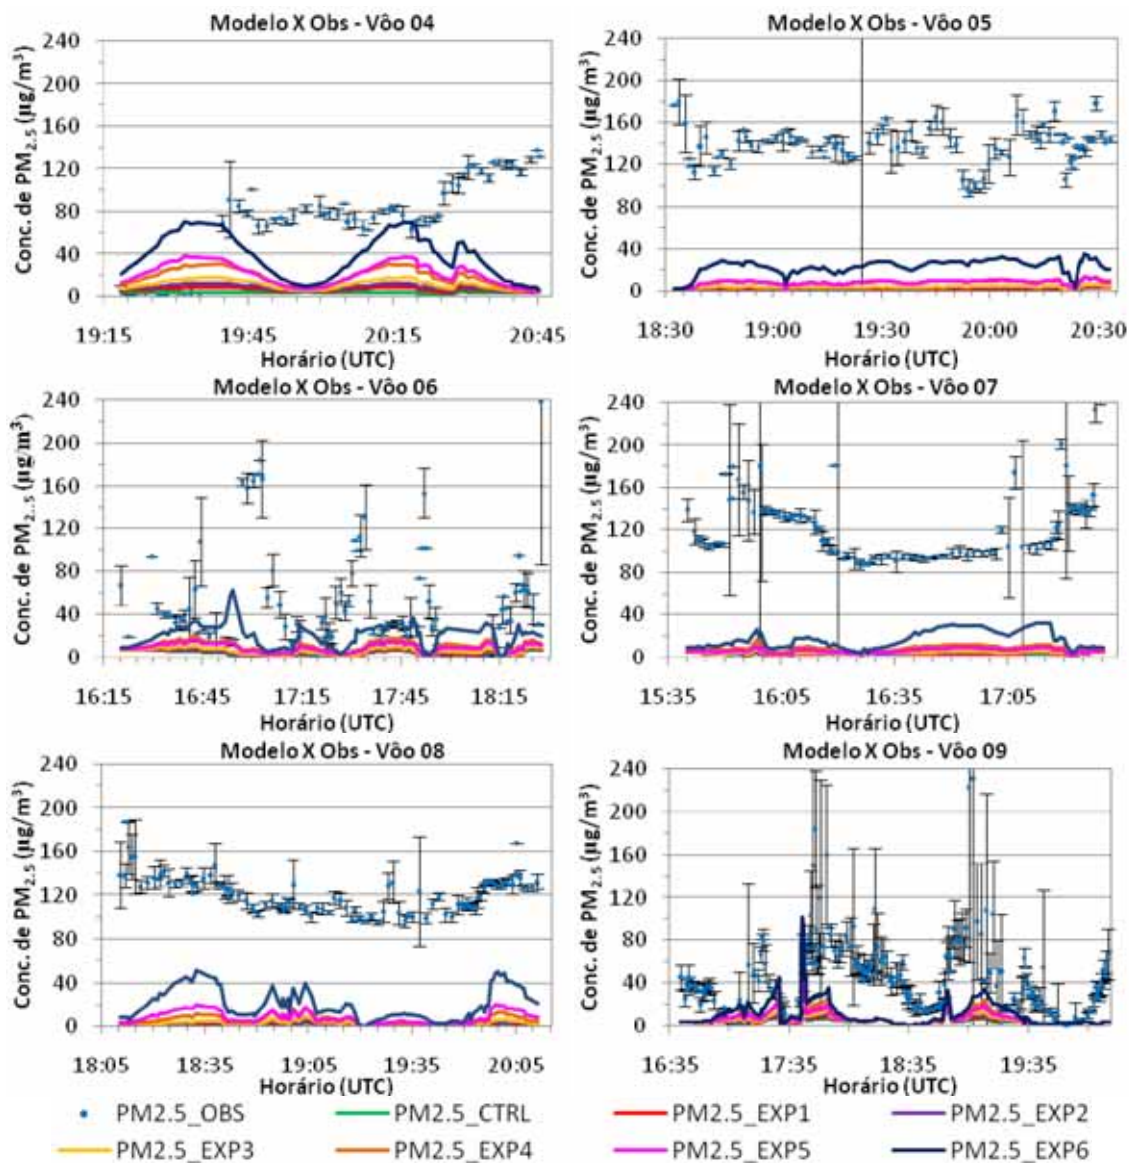 Modelo X Obs - Vôo 04
Conc. de PM2.5 (µg/m³)
240
200
160
120
80
40
0
19:15 19:45 20:15 20:45
Horário (UTC)
Modelo X Obs - Vôo 05
Conc. de PM2.5 (µg/m³)
240
200
160
120
80
40
0
18:30 19:00 19:30 20:00 20:30
Horário (UTC)
Modelo X Obs - Vôo 06
Conc. de PM2..5 (µg/m³)
240
200
160
120
80
40
0
16:15 16:45 17:15 17:45 18:15
Horário (UTC)
Modelo X Obs - Vôo 07
Conc. de PM2.5 (µg/m³)
240
200
160
120
80
40
0
15:35 16:05 16:35 17:05
Horário (UTC)
Modelo X Obs - Vôo 08
Conc. de PM2.5 (µg/m³)
240
200
160
120
80
40
0
18:05 18:35 19:05 19:35 20:05
Horário (UTC)
Modelo X Obs - Vôo 09
Conc. de PM2.5 (µg/m³)
240
200
160
120
80
40
0
16:35 17:35 18:35 19:35
Horário (UTC)
PM2.5_OBS PM2.5_CTRL PM2.5_EXP1 PM2.5_EXP2
PM2.5_EXP3 PM2.5_EXP4 PM2.5_EXP5 PM2.5_EXP6